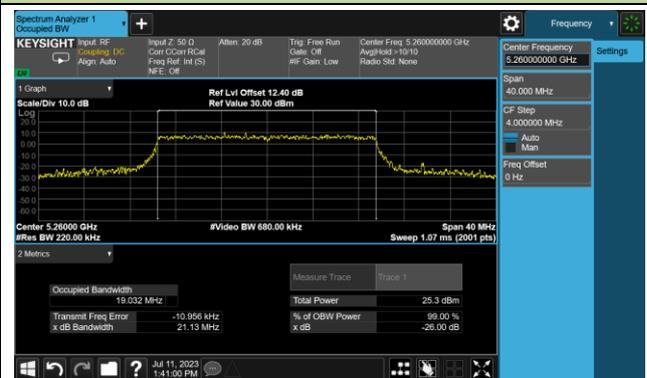 Spectrum Analyzer 1
Occupied BW
Frequency
KEYSIGHT
Input: RF
Coupling: DC
Align: Auto
Input Z: 50 Ω
Corr CCorr RCal
Freq Ref: Int (S)
NFE: Off
Atten: 20 dB
Trig: Free Run
Gate: Off
#IF Gain: Low
Center Freq: 5.260000000 GHz
Avg|Hold:>10/10
Radio Std: None
1 Graph
Scale/Div 10.0 dB
Ref Lvl Offset 12.40 dB
Ref Value 30.00 dBm
Log
20.0
10.0
0.00
-10.0
-20.0
-30.0
-40.0
-50.0
-60.0
Center 5.26000 GHz
#Res BW 220.00 kHz
#Video BW 680.00 kHz
Span 40 MHz
Sweep 1.07 ms (2001 pts)
2 Metrics
Measure Trace
Trace 1
Occupied Bandwidth
19.032 MHz
Total Power
25.3 dBm
Transmit Freq Error
-10.956 kHz
% of OBW Power
99.00 %
x dB Bandwidth
21.13 MHz
x dB
-26.00 dB
Jul 11, 2023
1:41:00 PM
Center Frequency
5.260000000 GHz
Settings
Span
40.000 MHz
CF Step
4.000000 MHz
Auto
Man
Freq Offset
0 Hz